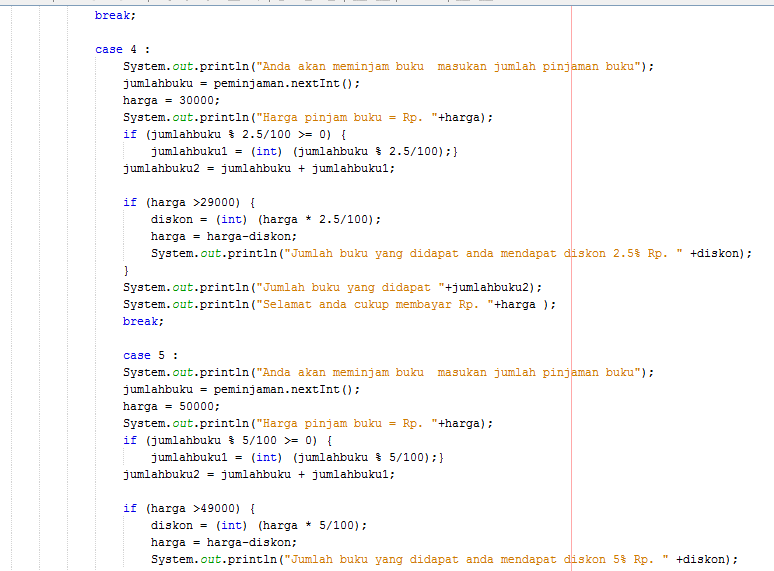 break;
case 4 :
System.out.println("Anda akan meminjam buku  masukan jumlah pinjaman buku");
jumlahbuku = peminjaman.nextInt();
harga = 30000;
System.out.println("Harga pinjam buku = Rp. "+harga);
if (jumlahbuku % 2.5/100 >= 0) {
jumlahbuku1 = (int) (jumlahbuku % 2.5/100);}
jumlahbuku2 = jumlahbuku + jumlahbuku1;
if (harga >29000) {
diskon = (int) (harga * 2.5/100);
harga = harga-diskon;
System.out.println("Jumlah buku yang didapat anda mendapat diskon 2.5% Rp. " +diskon);
}
System.out.println("Jumlah buku yang didapat "+jumlahbuku2);
System.out.println("Selamat anda cukup membayar Rp. "+harga );
break;
case 5 :
System.out.println("Anda akan meminjam buku  masukan jumlah pinjaman buku");
jumlahbuku = peminjaman.nextInt();
harga = 50000;
System.out.println("Harga pinjam buku = Rp. "+harga);
if (jumlahbuku % 5/100 >= 0) {
jumlahbuku1 = (int) (jumlahbuku % 5/100);}
jumlahbuku2 = jumlahbuku + jumlahbuku1;
if (harga >49000) {
diskon = (int) (harga * 5/100);
harga = harga-diskon;
System.out.println("Jumlah buku yang didapat anda mendapat diskon 5% Rp. " +diskon);